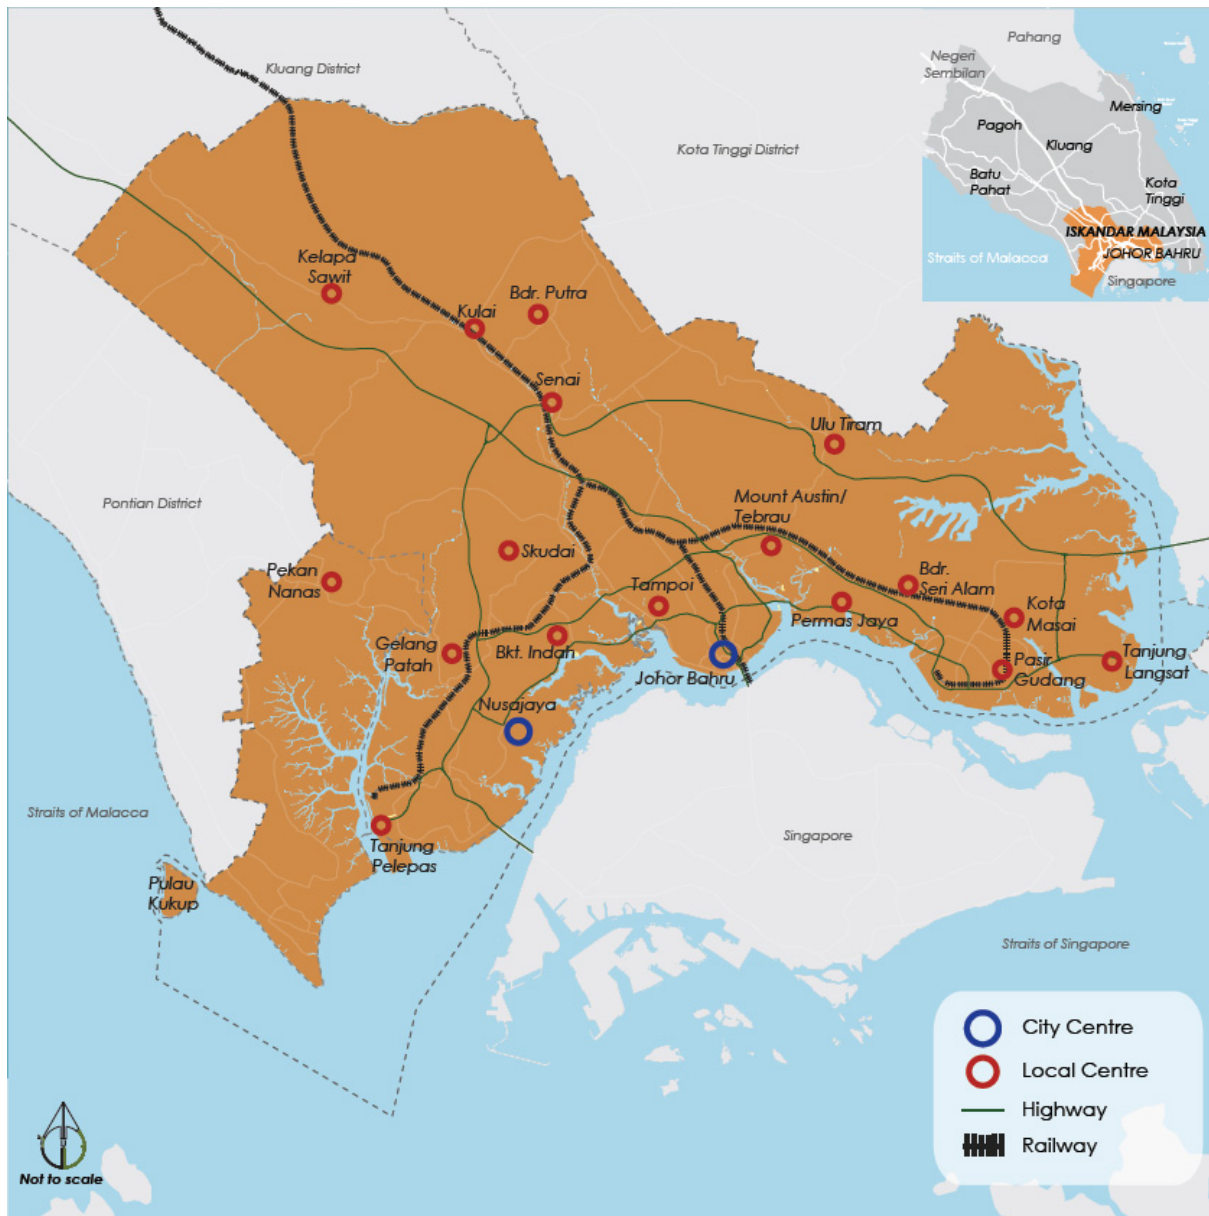 Kluang District
Kota Tinggi District
Pahang
Negeri
Sembilan
Mersing
Pagoh
Kluang
Batu
Pahat
Kota
Tinggi
ISKANDAR MALAYSIA
JOHOR BAHRU
Straits of Malacca
Singapore
Kelapa
Sawit
Bdr. Putra
Kulai
Senai
Ulu Tiram
Pontian District
Mount Austin/
Tebrau
Skudai
Pekan
Nanas
Tampoi
Bdr.
Seri Alam
Permas Jaya
Kota
Masai
Gelang
Patah
Bkt. Indah
Johor Bahru
Pasir
Gudang
Tanjung
Langsat
Nusajaya
Straits of Malacca
Singapore
Tanjung
Pelepas
Pulau
Kukup
Straits of Singapore
City Centre
Local Centre
Highway
Railway
Not to scale